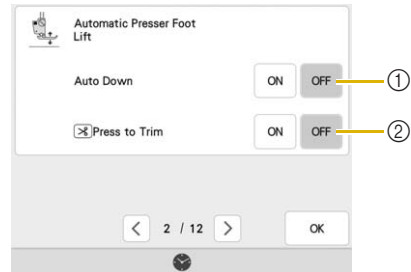 Automatic Presser Foot
Lift
Auto Down ON OFF ①
Press to Trim ON OFF ②
< 2 / 12 > OK